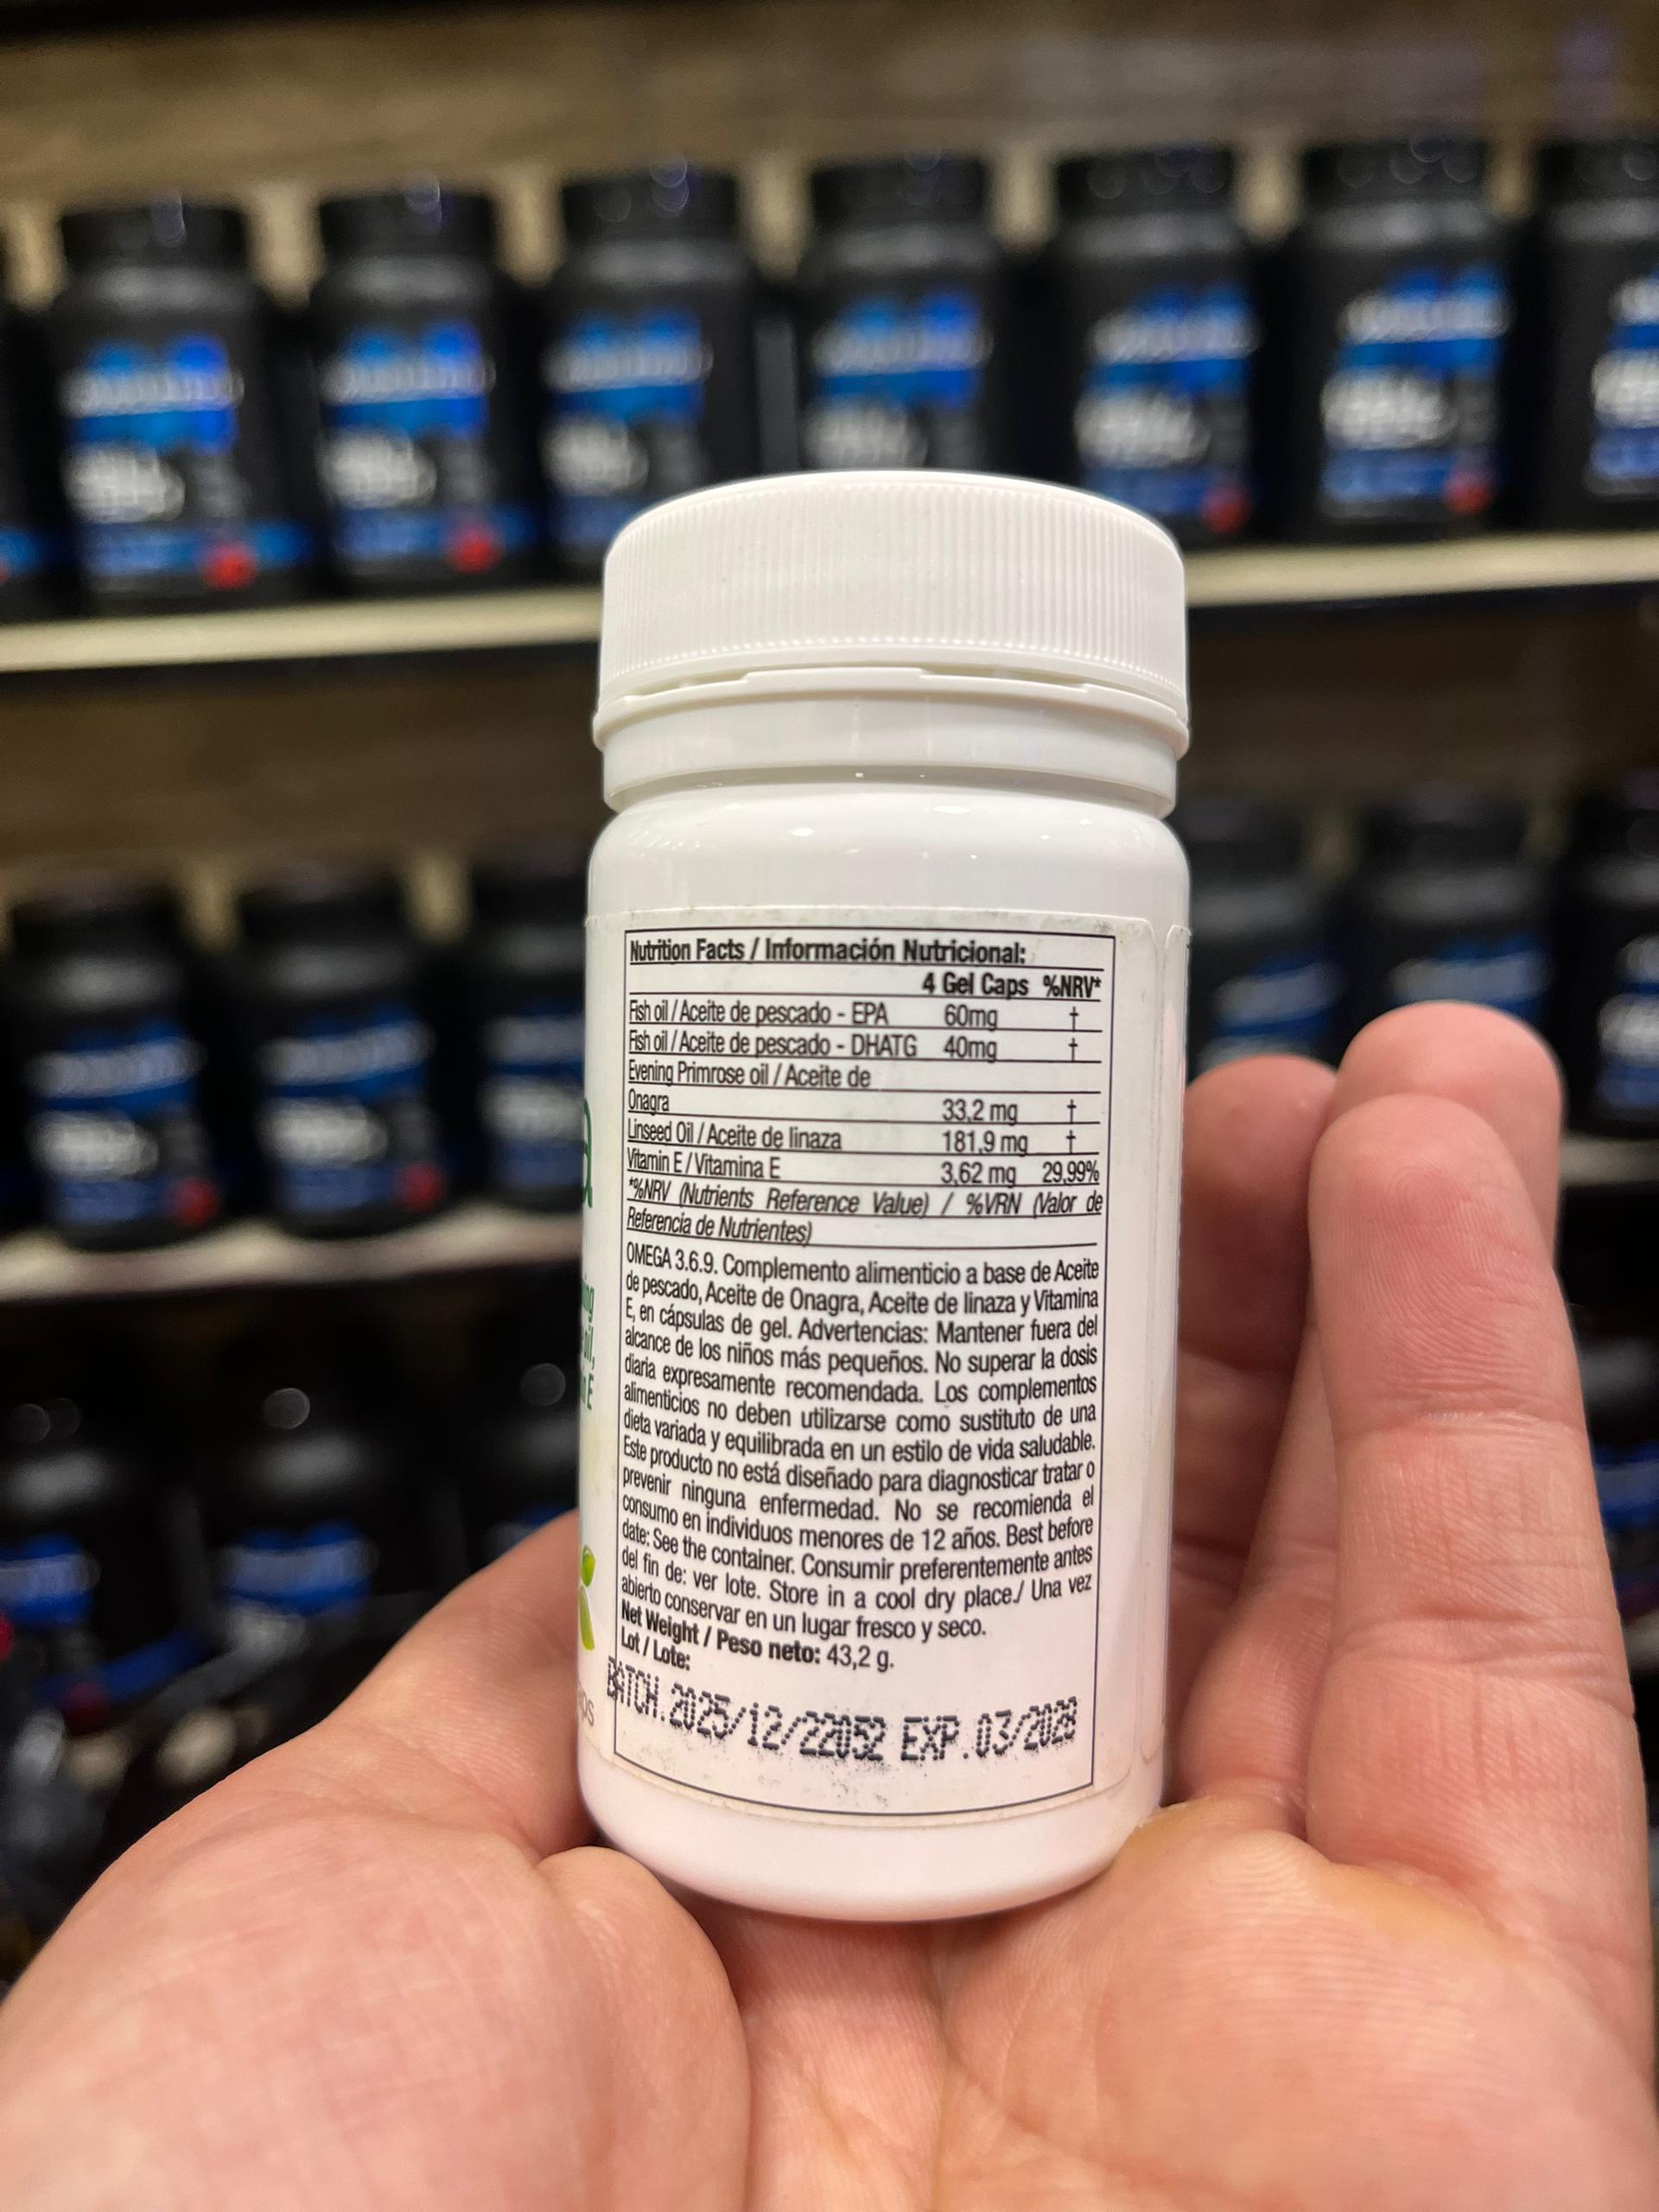 Nutrition Facts / Información Nutricional:
4 Gel Caps %NRV*
Fish oil / Aceite de pescado - EPA 60mg †
Fish oil / Aceite de pescado - DHATG 40mg †
Evening Primrose oil / Aceite de
Onagra 33,2 mg †
Linseed Oil / Aceite de linaza 181,9 mg †
Vitamin E / Vitamina E 3,62 mg 29,99%
*%NRV (Nutrients Reference Value) / %VRN (Valor de
Referencia de Nutrientes)
OMEGA 3.6.9. Complemento alimenticio a base de Aceite
de pescado, Aceite de Onagra, Aceite de linaza y Vitamina
E, en cápsulas de gel. Advertencias: Mantener fuera del
alcance de los niños más pequeños. No superar la dosis
diaria expresamente recomendada. Los complementos
alimenticios no deben utilizarse como sustituto de una
dieta variada y equilibrada en un estilo de vida saludable.
Este producto no está diseñado para diagnosticar tratar o
prevenir ninguna enfermedad. No se recomienda el
consumo en individuos menores de 12 años. Best before
date: See the container. Consumir preferentemente antes
del fin de: ver lote. Store in a cool dry place./ Una vez
abierto conservar en un lugar fresco y seco.
Net Weight / Peso neto: 43,2 g.
Lot / Lote:
BATCH.2025/12/22052 EXP.03/2028